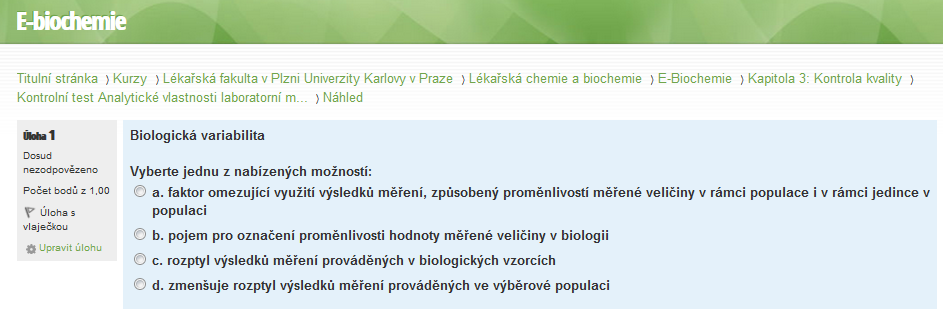 E-biochemie
Titulní stránka ❭ Kurzy ❭ Lékařská fakulta v Plzni Univerzity Karlovy v Praze ❭ Lékařská chemie a biochemie ❭ E-Biochemie ❭ Kapitola 3: Kontrola kvality ❭
Kontrolní test Analytické vlastnosti laboratorní m... ❭ Náhled
Úloha 1
Dosud
nezodpovězeno
Počet bodů z 1,00
Úloha s
vlaječkou
Upravit úlohu
Biologická variabilita
Vyberte jednu z nabízených možností:
a. faktor omezující využití výsledků měření, způsobený proměnlivostí měřené veličiny v rámci populace i v rámci jedince v
populaci
b. pojem pro označení proměnlivosti hodnoty měřené veličiny v biologii
c. rozptyl výsledků měření prováděných v biologických vzorcích
d. zmenšuje rozptyl výsledků měření prováděných ve výběrové populaci